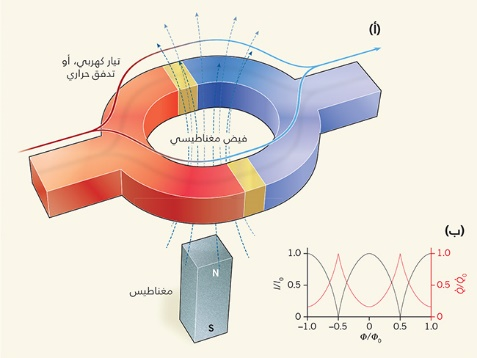 (أ)
تيار كهربي، أو
تدفق حراري
فيض مغناطيسي
مغناطيس
N
S
(ب)
1.0
0.5
0
I/I₀
1.0
0.5
0
Q̇/Q̇₀
−1.0 −0.5 0 0.5 1.0
Φ/Φ₀